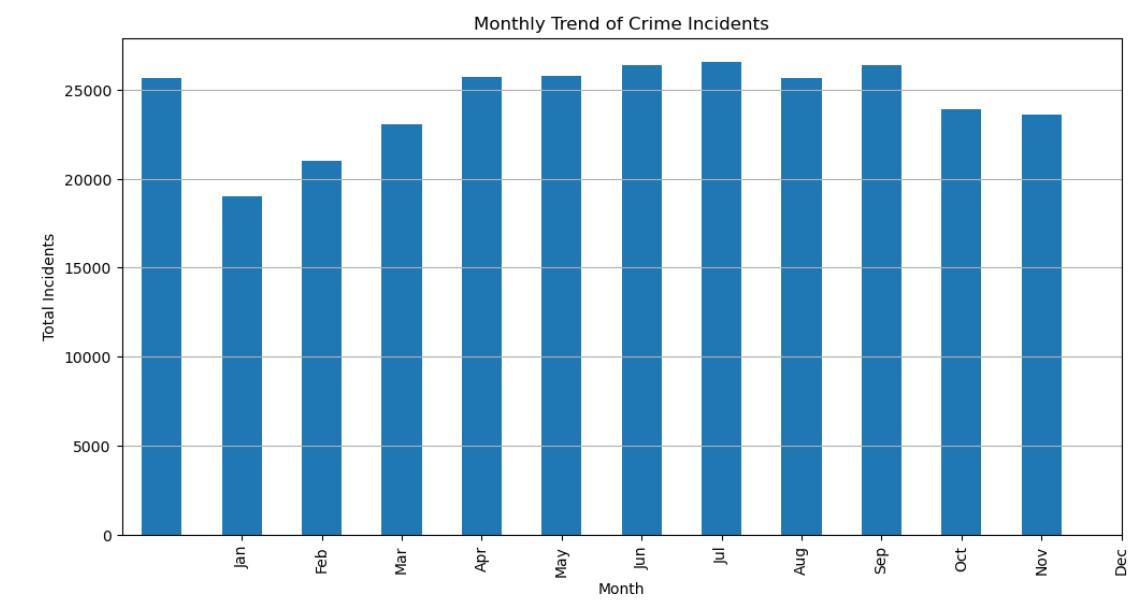 Monthly Trend of Crime Incidents
25000
20000
15000
10000
5000
0
Total Incidents
Jan
Feb
Mar
Apr
May
Jun
Jul
Aug
Sep
Oct
Nov
Dec
Month